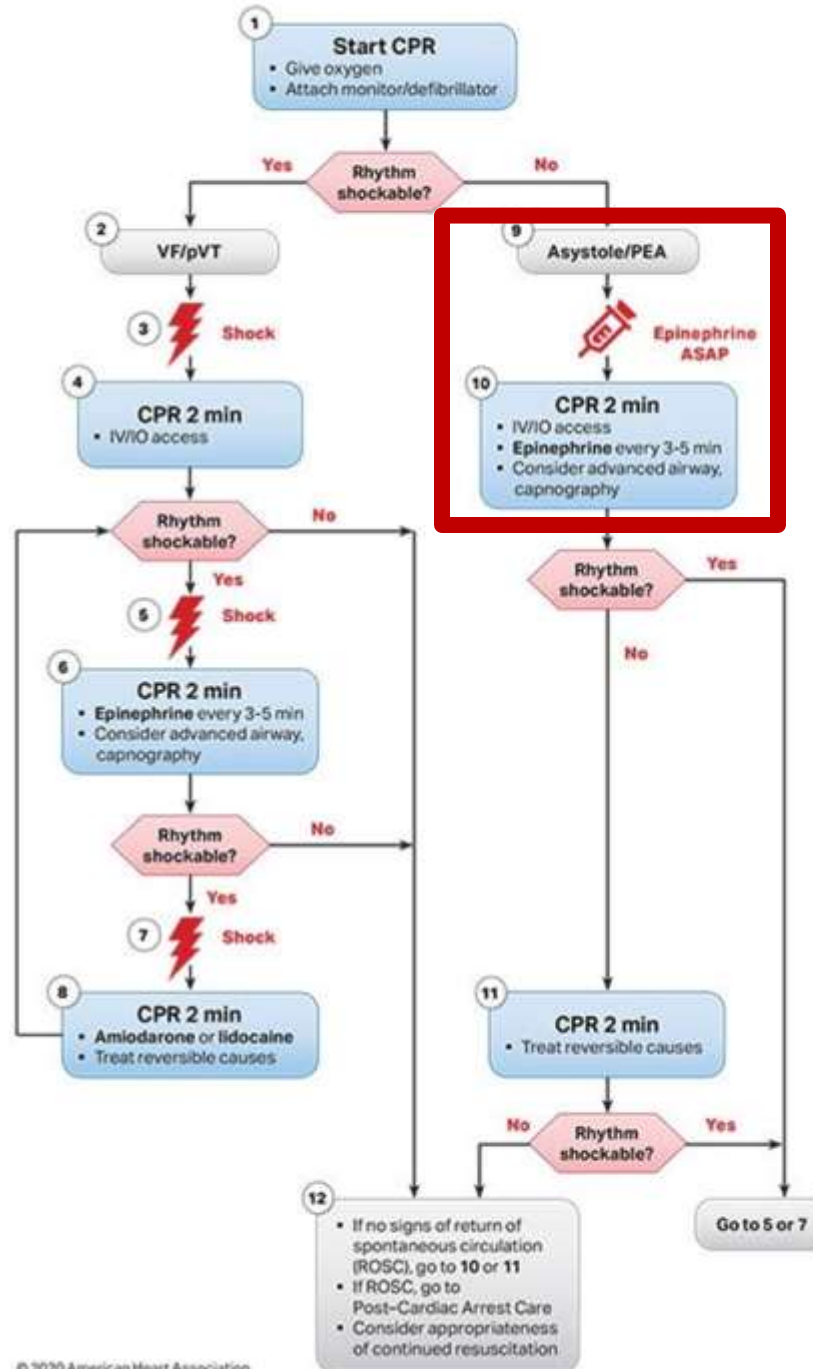 1
Start CPR
• Give oxygen
• Attach monitor/defibrillator
Yes
Rhythm
shockable?
No
2
VF/pVT
9
Asystole/PEA
3
Shock
Epinephrine
ASAP
4
CPR 2 min
• IV/IO access
10
CPR 2 min
• IV/IO access
• Epinephrine every 3-5 min
• Consider advanced airway,
capnography
Rhythm
shockable?
No
Yes
Rhythm
shockable?
Yes
No
5
Shock
6
CPR 2 min
• Epinephrine every 3-5 min
• Consider advanced airway,
capnography
Rhythm
shockable?
No
Yes
7
Shock
8
CPR 2 min
• Amiodarone or lidocaine
• Treat reversible causes
11
CPR 2 min
• Treat reversible causes
No
Rhythm
shockable?
Yes
12
• If no signs of return of
spontaneous circulation
(ROSC), go to 10 or 11
• If ROSC, go to
Post–Cardiac Arrest Care
• Consider appropriateness
of continued resuscitation
Go to 5 or 7
© 2020 American Heart Association